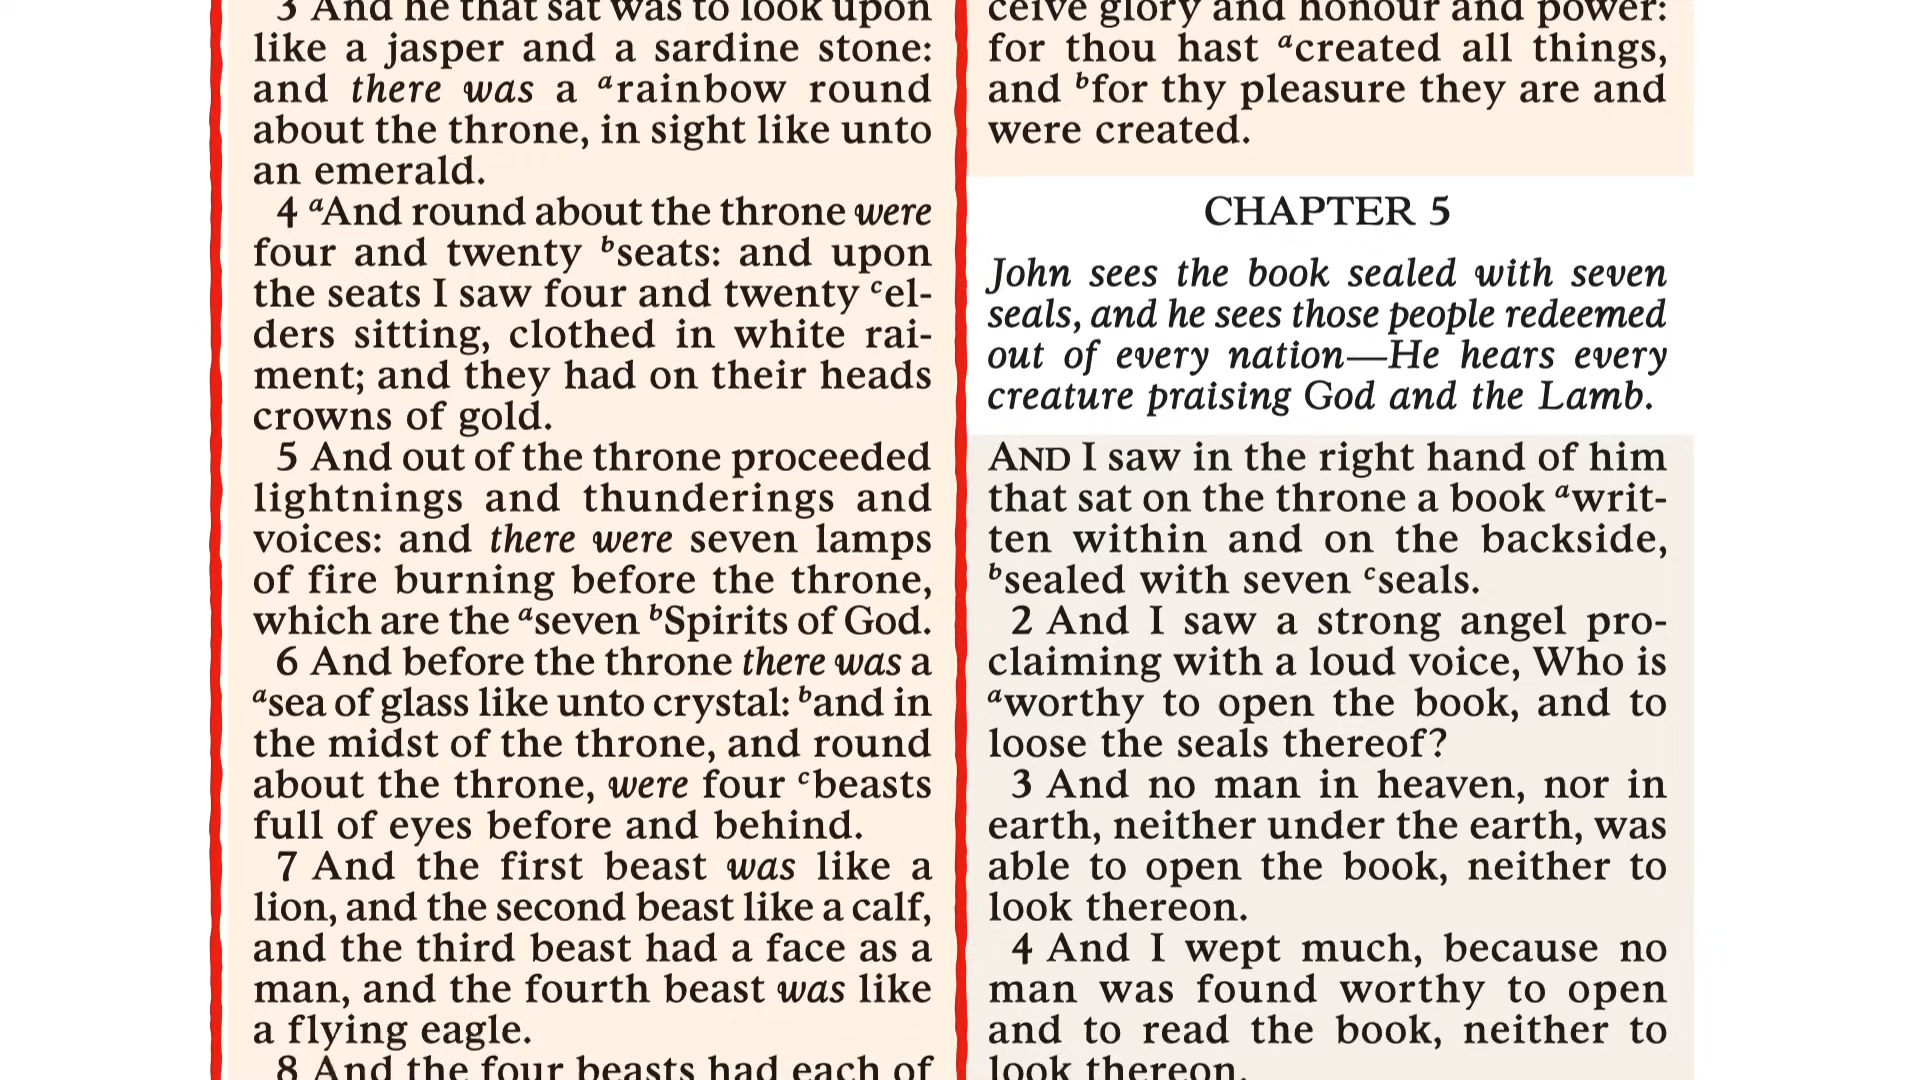 3 And he that sat was to look upon
like a jasper and a sardine stone:
and there was a ᵃrainbow round
about the throne, in sight like unto
an emerald.
4 ᵃAnd round about the throne were
four and twenty ᵇseats: and upon
the seats I saw four and twenty ᶜel-
ders sitting, clothed in white rai-
ment; and they had on their heads
crowns of gold.
5 And out of the throne proceeded
lightnings and thunderings and
voices: and there were seven lamps
of fire burning before the throne,
which are the ᵃseven ᵇSpirits of God.
6 And before the throne there was a
ᵃsea of glass like unto crystal: ᵇand in
the midst of the throne, and round
about the throne, were four ᶜbeasts
full of eyes before and behind.
7 And the first beast was like a
lion, and the second beast like a calf,
and the third beast had a face as a
man, and the fourth beast was like
a flying eagle.
8 And the four beasts had each of
ceive glory and honour and power:
for thou hast ᵃcreated all things,
and ᵇfor thy pleasure they are and
were created.
CHAPTER 5
John sees the book sealed with seven
seals, and he sees those people redeemed
out of every nation—He hears every
creature praising God and the Lamb.
AND I saw in the right hand of him
that sat on the throne a book ᵃwrit-
ten within and on the backside,
ᵇsealed with seven ᶜseals.
2 And I saw a strong angel pro-
claiming with a loud voice, Who is
ᵃworthy to open the book, and to
loose the seals thereof?
3 And no man in heaven, nor in
earth, neither under the earth, was
able to open the book, neither to
look thereon.
4 And I wept much, because no
man was found worthy to open
and to read the book, neither to
look thereon.